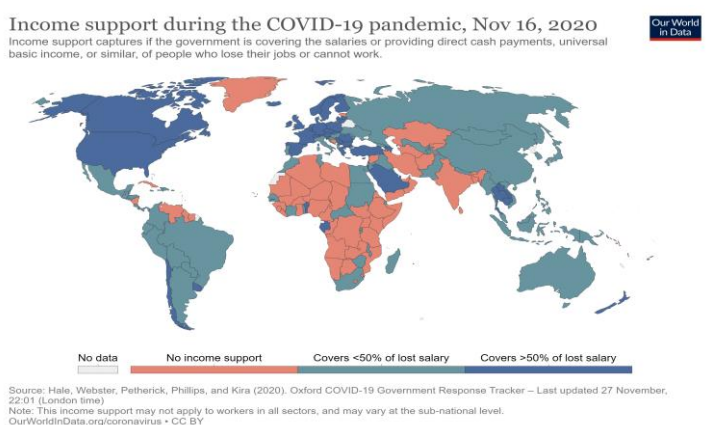 Income support during the COVID-19 pandemic, Nov 16, 2020
Our World
in Data
Income support captures if the government is covering the salaries or providing direct cash payments, universal
basic income, or similar, of people who lose their jobs or cannot work.
No data
No income support
Covers <50% of lost salary
Covers >50% of lost salary
Source: Hale, Webster, Petherick, Phillips, and Kira (2020). Oxford COVID-19 Government Response Tracker – Last updated 27 November,
22:01 (London time)
Note: This income support may not apply to workers in all sectors, and may vary at the sub-national level.
OurWorldInData.org/coronavirus • CC BY